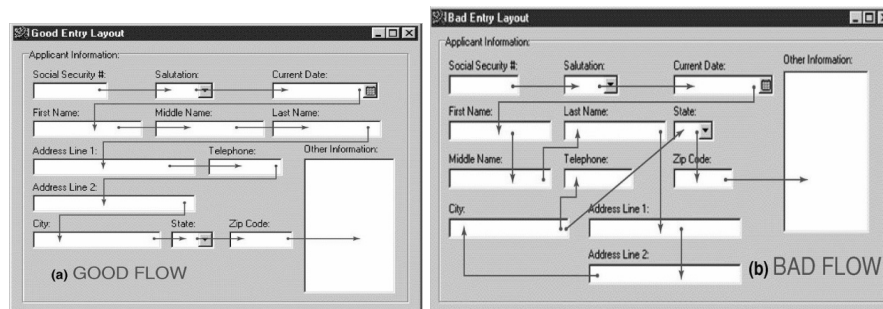 Good Entry Layout
Applicant Information:
Social Security #: Salutation: Current Date:
First Name: Middle Name: Last Name:
Address Line 1: Telephone: Other Information:
Address Line 2:
City: State: Zip Code:
(a) GOOD FLOW
Bad Entry Layout
Applicant Information:
Social Security #: Salutation: Current Date: Other Information:
First Name: Last Name: State:
Middle Name: Telephone: Zip Code:
City: Address Line 1:
Address Line 2:
(b) BAD FLOW